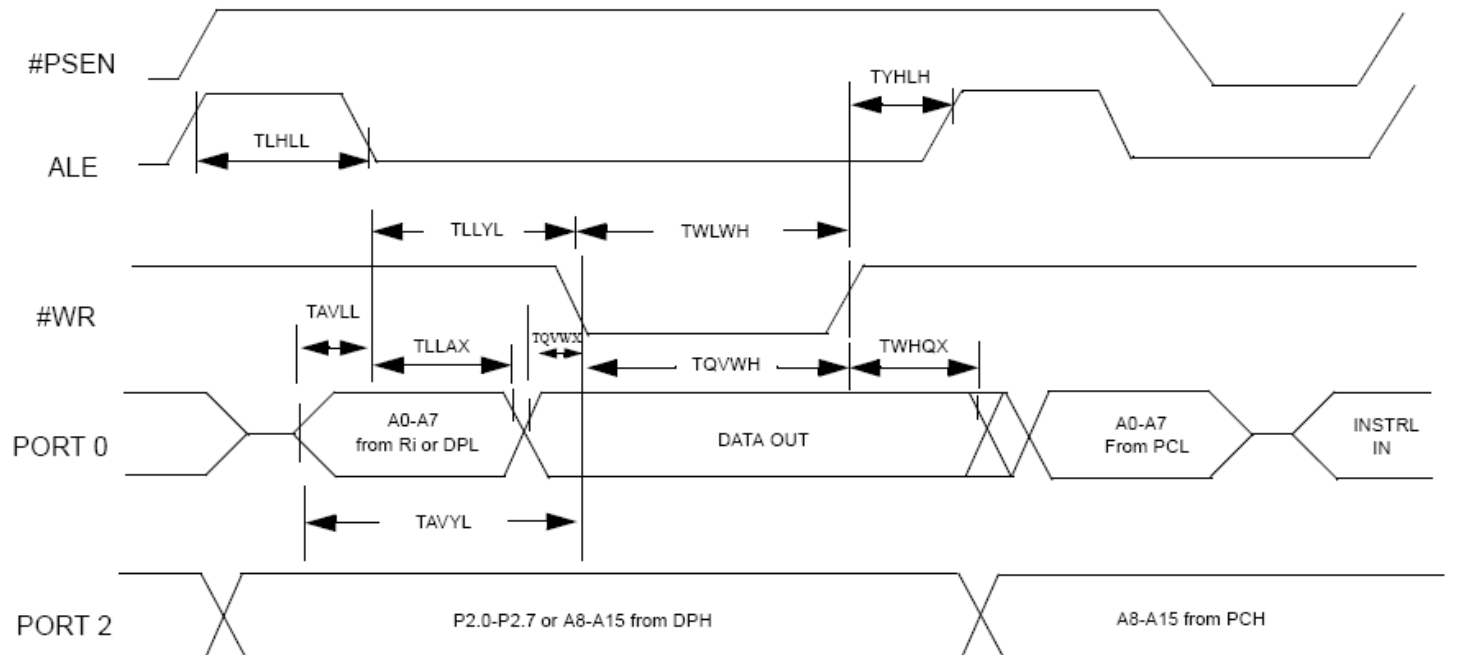 #PSEN
TYHLH
TLHLL
ALE
TLLYL
TWLWH
#WR
TAVLL
TQVWX
TLLAX
TQVWH
TWHQX
PORT 0
A0-A7
from Ri or DPL
DATA OUT
A0-A7
From PCL
INSTRL
IN
TAVYL
PORT 2
P2.0-P2.7 or A8-A15 from DPH
A8-A15 from PCH